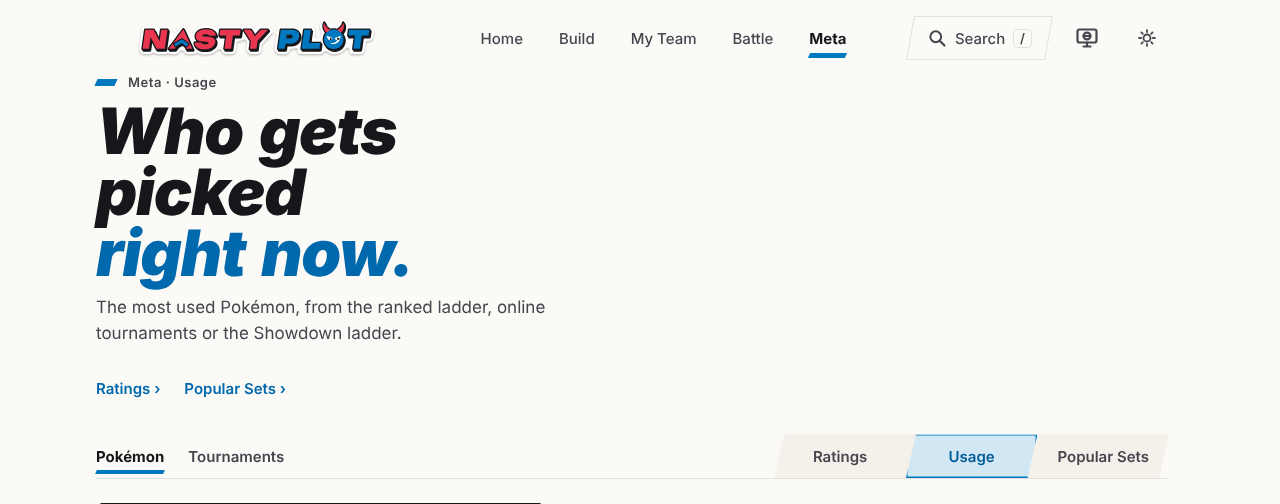 NASTY PLOT
Home
Build
My Team
Battle
Meta
Search
/
Meta · Usage
Who gets
picked
right now.
The most used Pokémon, from the ranked ladder, online
tournaments or the Showdown ladder.
Ratings ›
Popular Sets ›
Pokémon
Tournaments
Ratings
Usage
Popular Sets